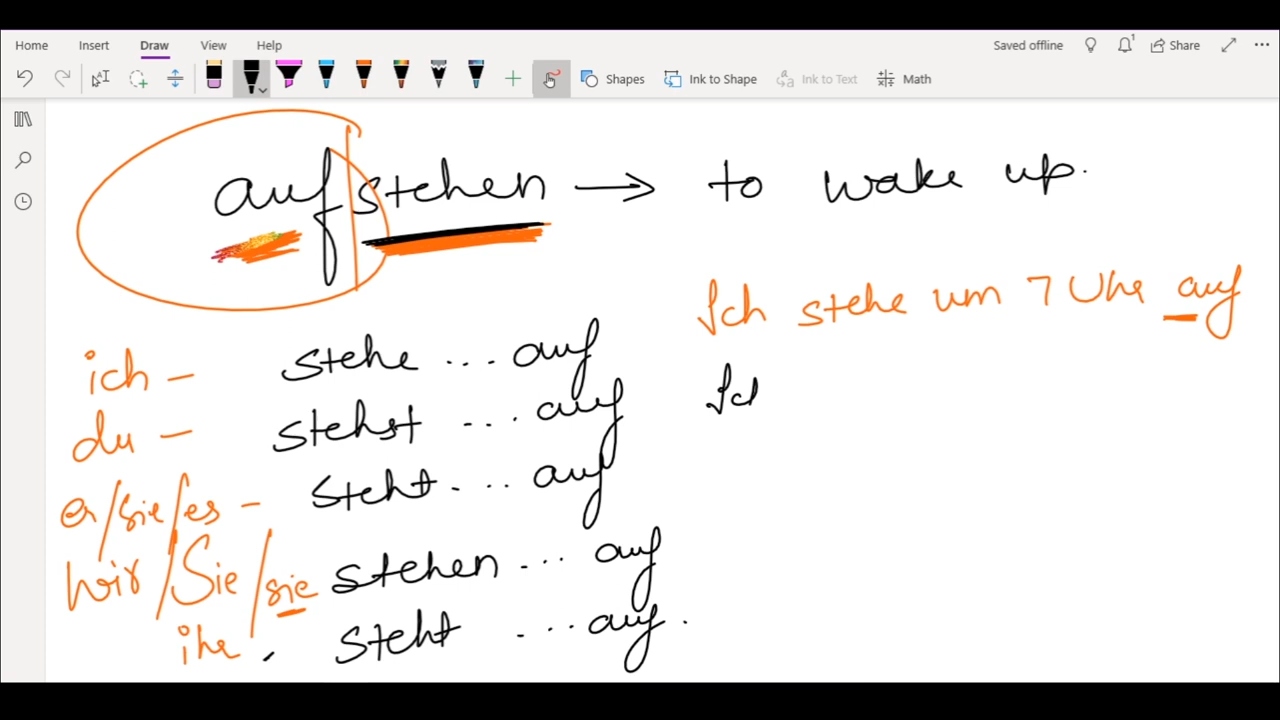 Home Insert Draw View Help Saved offline Share
Shapes Ink to Shape Ink to Text Math
auf|stehen → to wake up.
Ich stehe um 7 Uhr auf
Ich
ich – stehe ... auf
du – stehst ... auf
er/sie/es – steht ... auf
wir/Sie/sie stehen ... auf
ihr - steht ... auf.